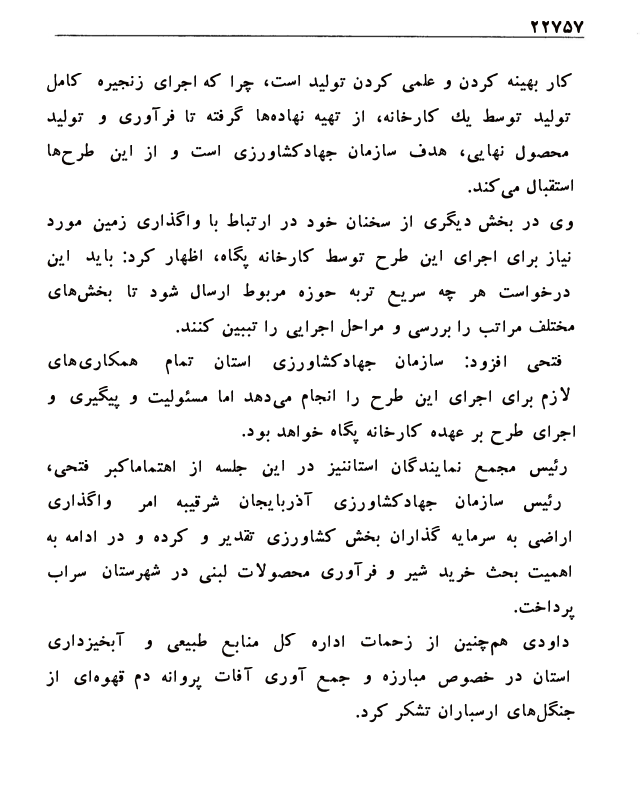 ۲۲۷۵۷
کار بهینه کردن و علمی کردن تولید است، چرا که اجرای زنجیره کامل
تولید توسط یك کارخانه، از تهیه نهاده‌ها گرفته تا فرآوری و تولید
محصول نهایی، هدف سازمان جهادکشاورزی است و از این طرح‌ها
استقبال می‌کند.
وی در بخش دیگری از سخنان خود در ارتباط با واگذاری زمین مورد
نیاز برای اجرای این طرح توسط کارخانه پگاه، اظهار کرد: باید این
درخواست هر چه سریع تربه حوزه مربوط ارسال شود تا بخش‌های
مختلف مراتب را بررسی و مراحل اجرایی را تبیین کنند.
فتحی افزود: سازمان جهادکشاورزی استان تمام همکاری‌های
لازم برای اجرای این طرح را انجام می‌دهد اما مسئولیت و پیگیری و
اجرای طرح بر عهده کارخانه پگاه خواهد بود.
رئیس مجمع نمایندگان استاننیز در این جلسه از اهتماماکبر فتحی،
رئیس سازمان جهادکشاورزی آذربایجان شرقیبه امر واگذاری
اراضی به سرمایه گذاران بخش کشاورزی تقدیر و کرده و در ادامه به
اهمیت بحث خرید شیر و فرآوری محصولات لبنی در شهرستان سراب
پرداخت.
داودی هم‌چنین از زحمات اداره کل منابع طبیعی و آبخیزداری
استان در خصوص مبارزه و جمع آوری آفات پروانه دم قهوه‌ای از
جنگل‌های ارسباران تشکر کرد.